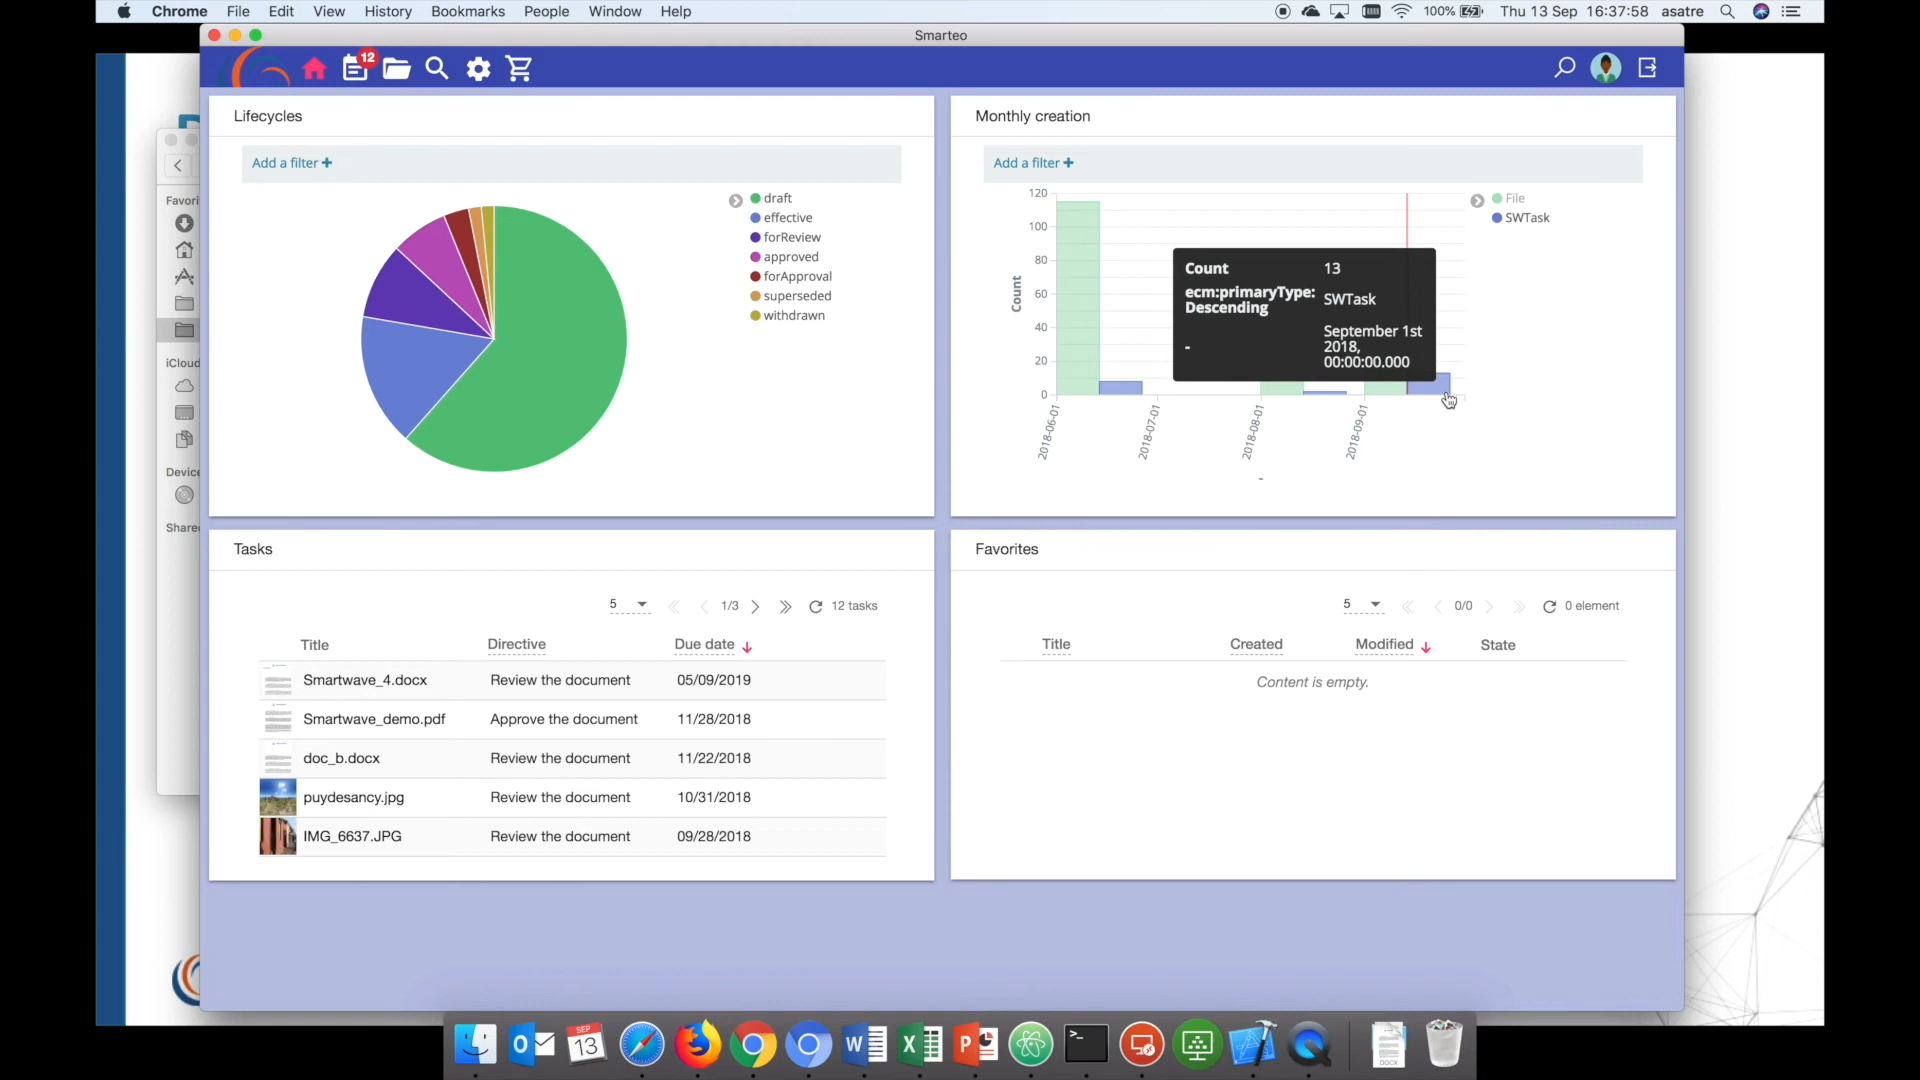 Chrome File Edit View History Bookmarks People Window Help 100% Thu 13 Sep 16:37:58 asatre
Smarteo
12
Favori
iCloud
Device
Share
Lifecycles
Add a filter +
draft
effective
forReview
approved
forApproval
superseded
withdrawn
Monthly creation
Add a filter +
120
100
80
60
40
20
0
Count
File
SWTask
Count 13
ecm:primaryType: Descending SWTask
- September 1st
2018,
00:00:00.000
2018-06-01
2018-07-01
2018-08-01
2018-09-01
-
Tasks
5 1/3 12 tasks
Title Directive Due date
Smartwave_4.docx Review the document 05/09/2019
Smartwave_demo.pdf Approve the document 11/28/2018
doc_b.docx Review the document 11/22/2018
puydesancy.jpg Review the document 10/31/2018
IMG_6637.JPG Review the document 09/28/2018
Favorites
5 0/0 0 element
Title Created Modified State
Content is empty.
SEP
13
DOCX